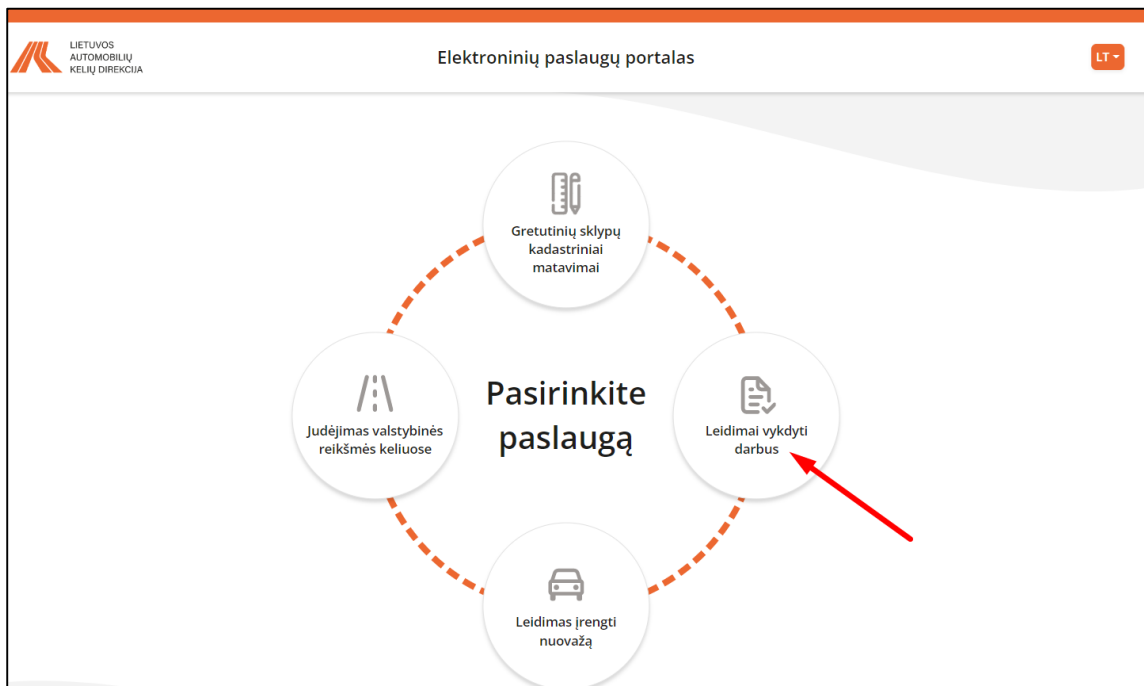 LIETUVOS
AUTOMOBILIŲ
KELIŲ DIREKCIJA
Elektroninių paslaugų portalas
LT
Gretutinių sklypų
kadastriniai
matavimai
Judėjimas valstybinės
reikšmės keliuose
Pasirinkite
paslaugą
Leidimai vykdyti
darbus
Leidimas įrengti
nuovažą